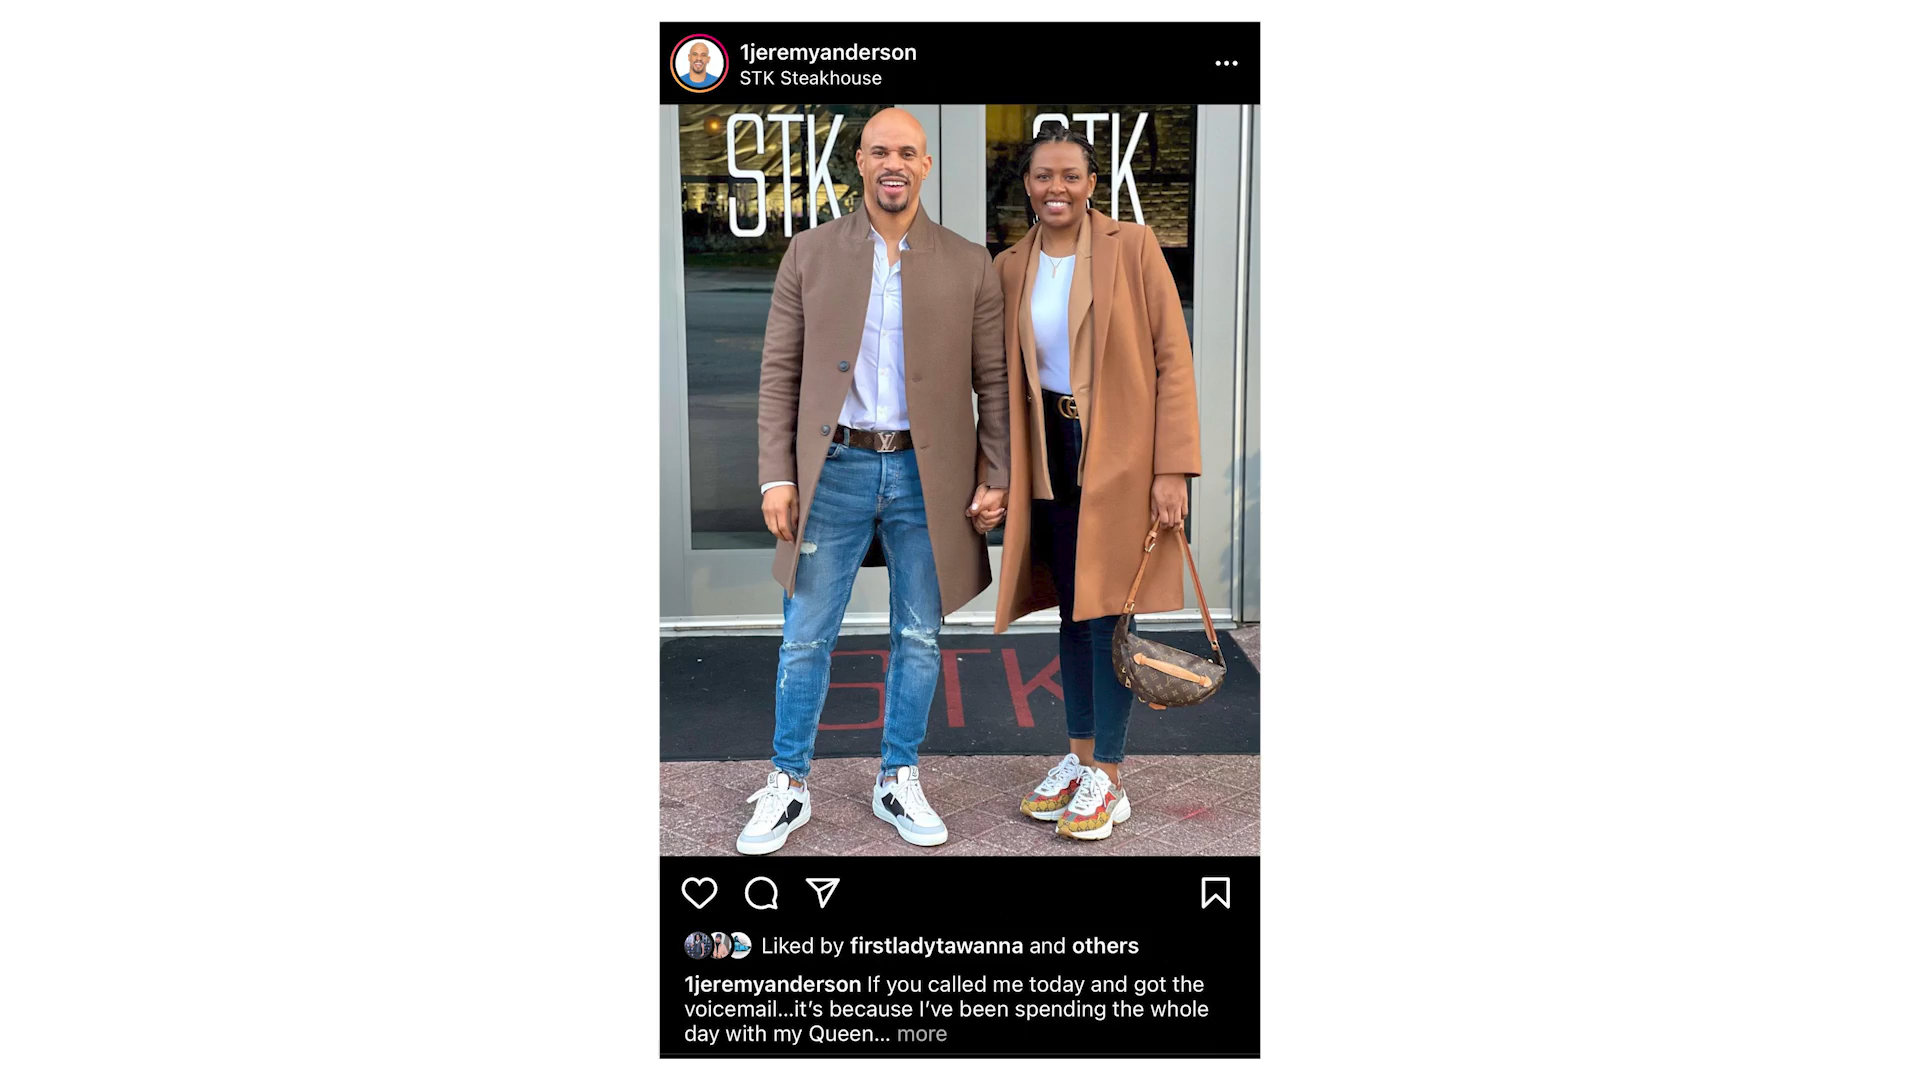 1jeremyanderson
STK Steakhouse
STK
STK
STK
Liked by firstladytawanna and others
1jeremyanderson If you called me today and got the
voicemail...it’s because I’ve been spending the whole
day with my Queen... more